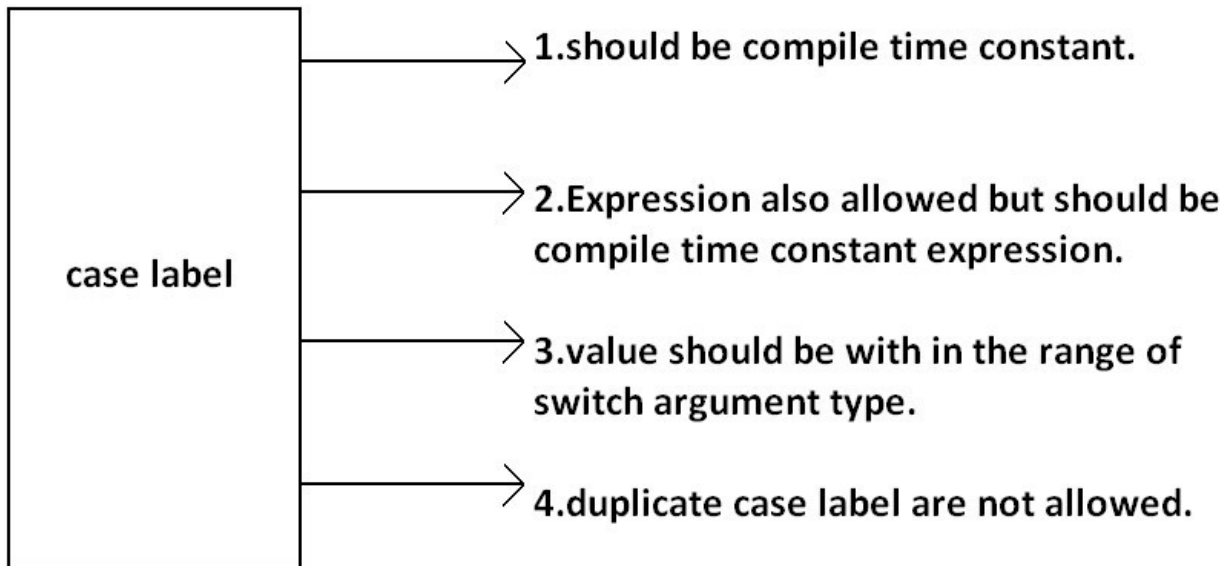 case label
1.should be compile time constant.
2.Expression also allowed but should be
compile time constant expression.
3.value should be with in the range of
switch argument type.
4.duplicate case label are not allowed.